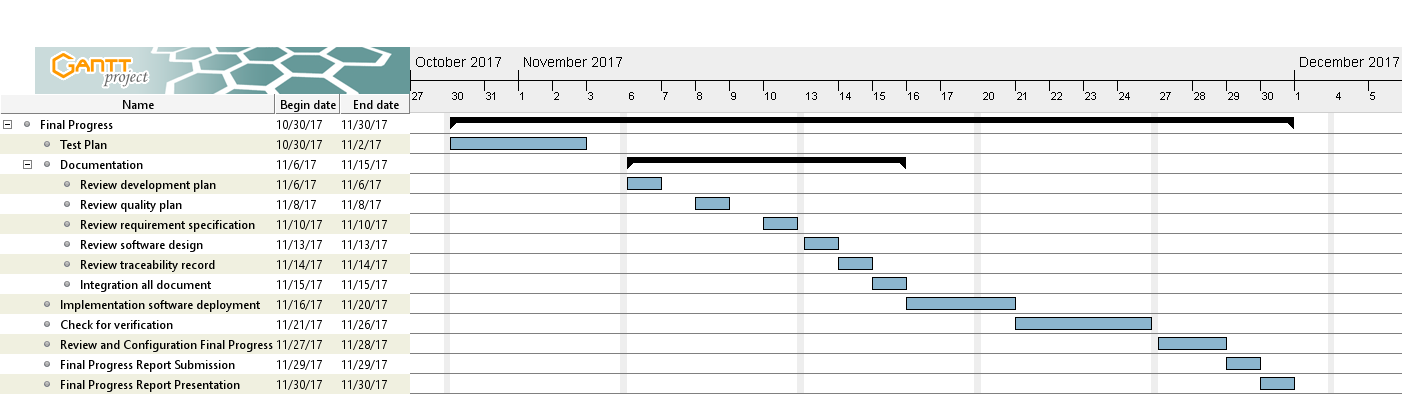 GANTT
project
October 2017 November 2017 December 2017
27 30 31 1 2 3 6 7 8 9 10 13 14 15 16 17 20 21 22 23 24 27 28 29 30 1 4 5
Name Begin date End date
Final Progress 10/30/17 11/30/17
Test Plan 10/30/17 11/2/17
Documentation 11/6/17 11/15/17
Review development plan 11/6/17 11/6/17
Review quality plan 11/8/17 11/8/17
Review requirement specification 11/10/17 11/10/17
Review software design 11/13/17 11/13/17
Review traceability record 11/14/17 11/14/17
Integration all document 11/15/17 11/15/17
Implementation software deployment 11/16/17 11/20/17
Check for verification 11/21/17 11/26/17
Review and Configuration Final Progress 11/27/17 11/28/17
Final Progress Report Submission 11/29/17 11/29/17
Final Progress Report Presentation 11/30/17 11/30/17